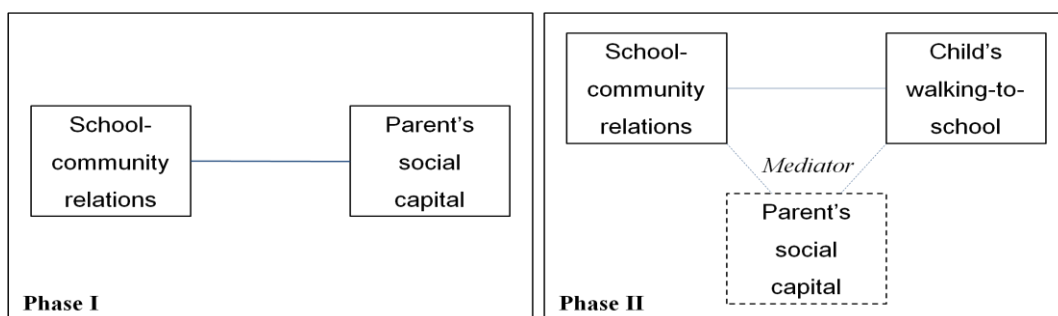 School-
community
relations
Parent's
social
capital
Phase I
School-
community
relations
Child's
walking-to-
school
Mediator
Parent's
social
capital
Phase II